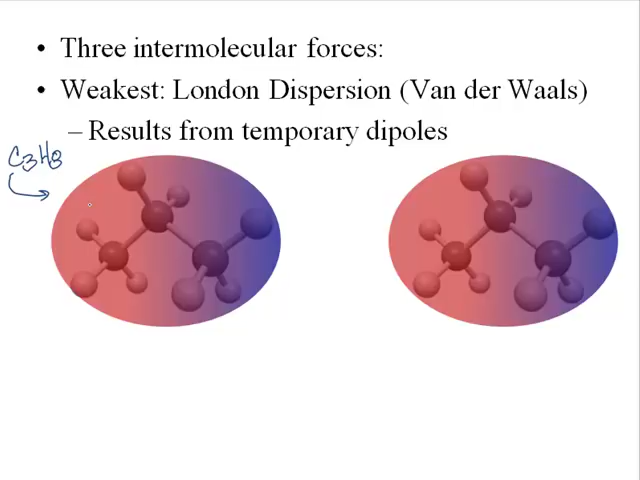 • Three intermolecular forces:
• Weakest: London Dispersion (Van der Waals)
– Results from temporary dipoles
C3H8